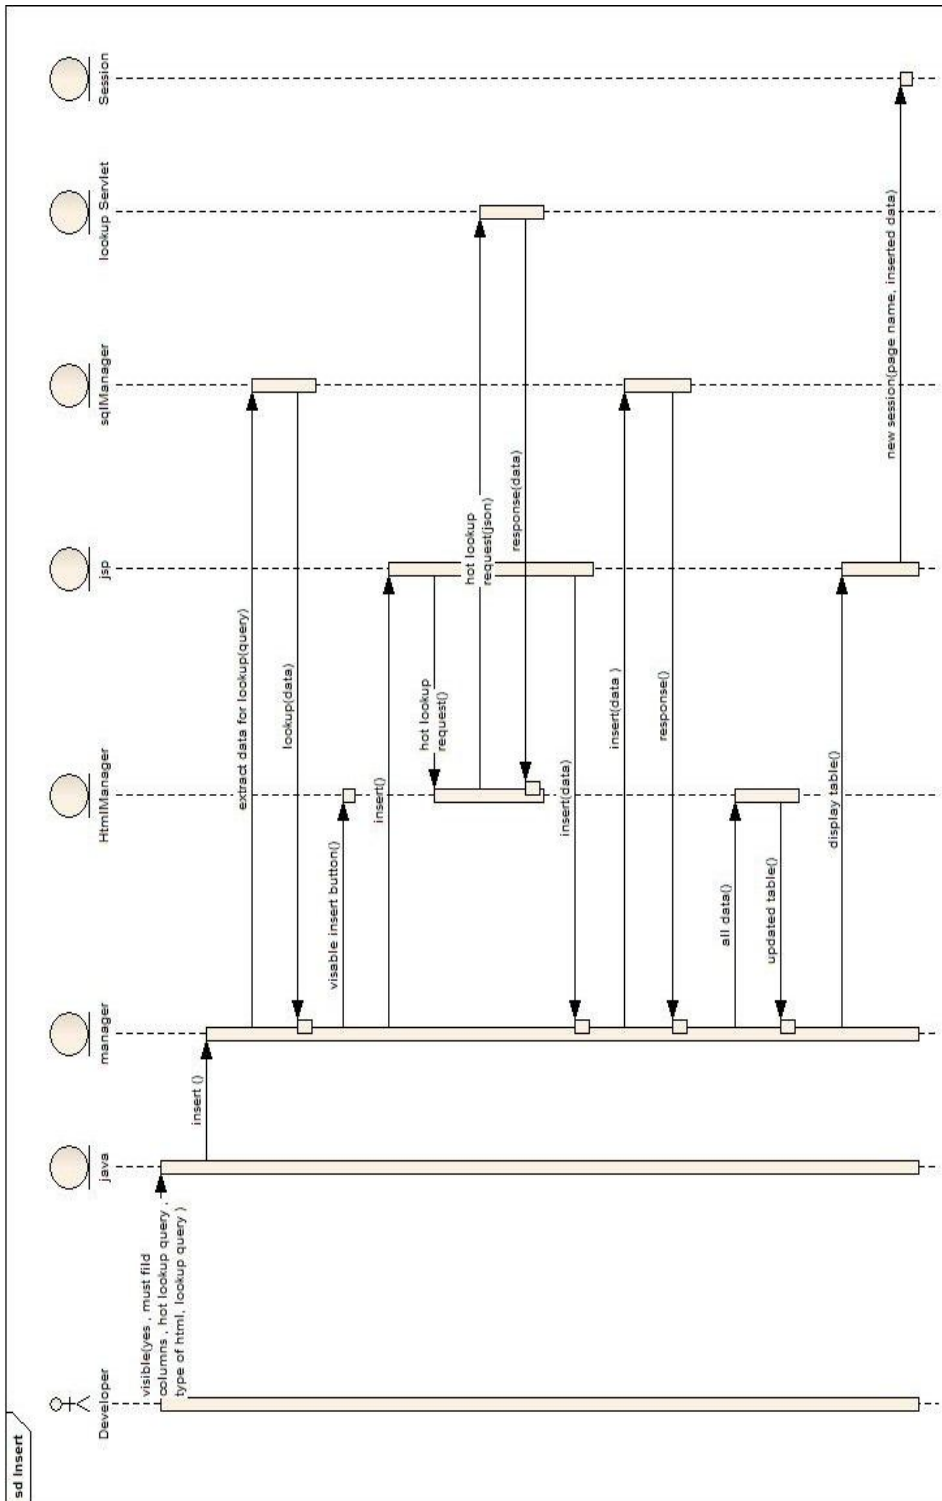 sd Insert
Developer
java
manager
HtmlManager
jsp
sqlManager
lookup Servlet
Session
visible(yes , must fild
columns , hot lookup query ,
type of html, lookup query )
insert ()
extract data for lookup(query)
lookup(data)
visable insert button()
insert()
hot lookup
request()
hot lookup
request(json)
response(data)
insert(data)
insert(data )
response()
all data()
updated table()
display table()
new session(page name, inserted data)